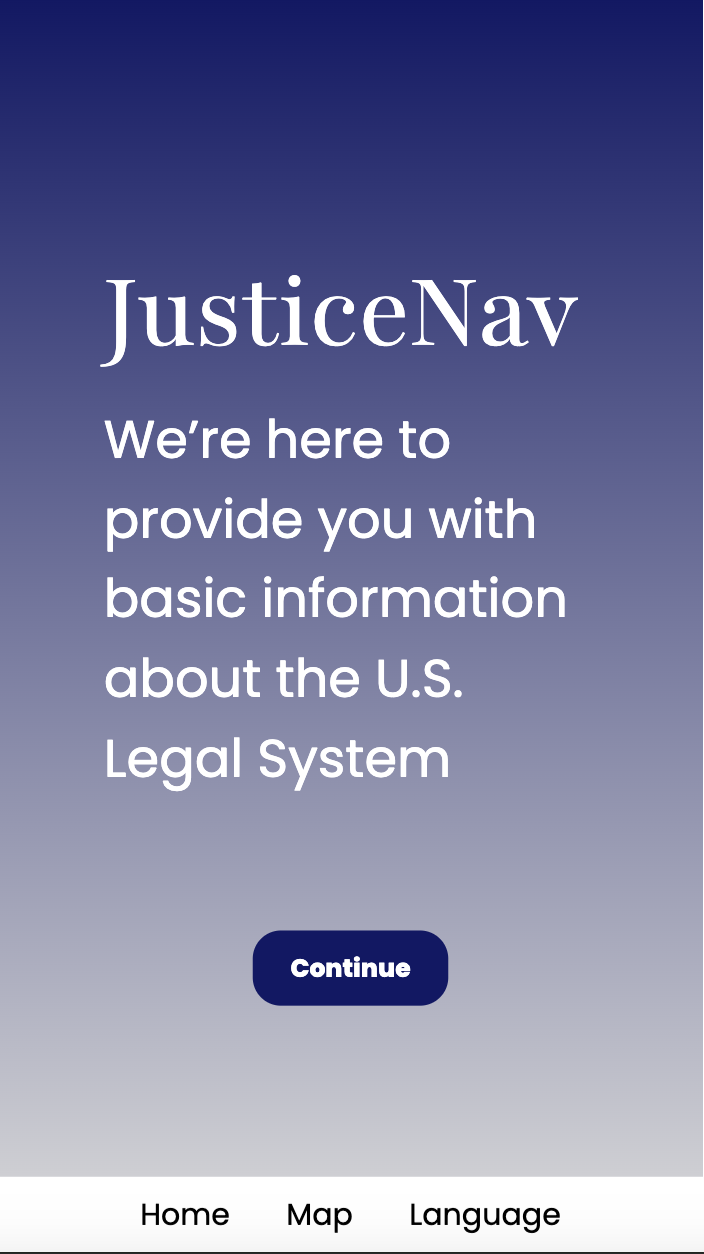 JusticeNav
We’re here to
provide you with
basic information
about the U.S.
Legal System
Continue
Home Map Language